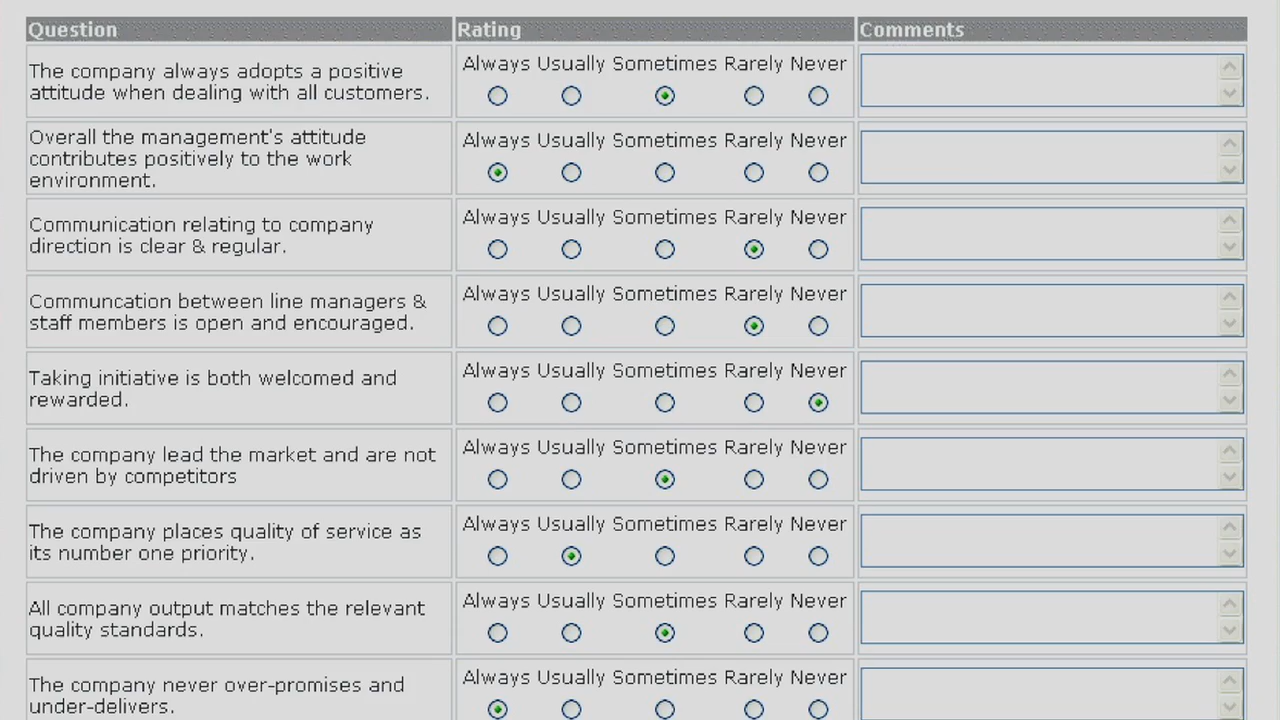 Question Rating Comments
The company always adopts a positive
attitude when dealing with all customers.
Always Usually Sometimes Rarely Never
Overall the management's attitude
contributes positively to the work
environment.
Always Usually Sometimes Rarely Never
Communication relating to company
direction is clear & regular.
Always Usually Sometimes Rarely Never
Communcation between line managers &
staff members is open and encouraged.
Always Usually Sometimes Rarely Never
Taking initiative is both welcomed and
rewarded.
Always Usually Sometimes Rarely Never
The company lead the market and are not
driven by competitors
Always Usually Sometimes Rarely Never
The company places quality of service as
its number one priority.
Always Usually Sometimes Rarely Never
All company output matches the relevant
quality standards.
Always Usually Sometimes Rarely Never
The company never over-promises and
under-delivers.
Always Usually Sometimes Rarely Never